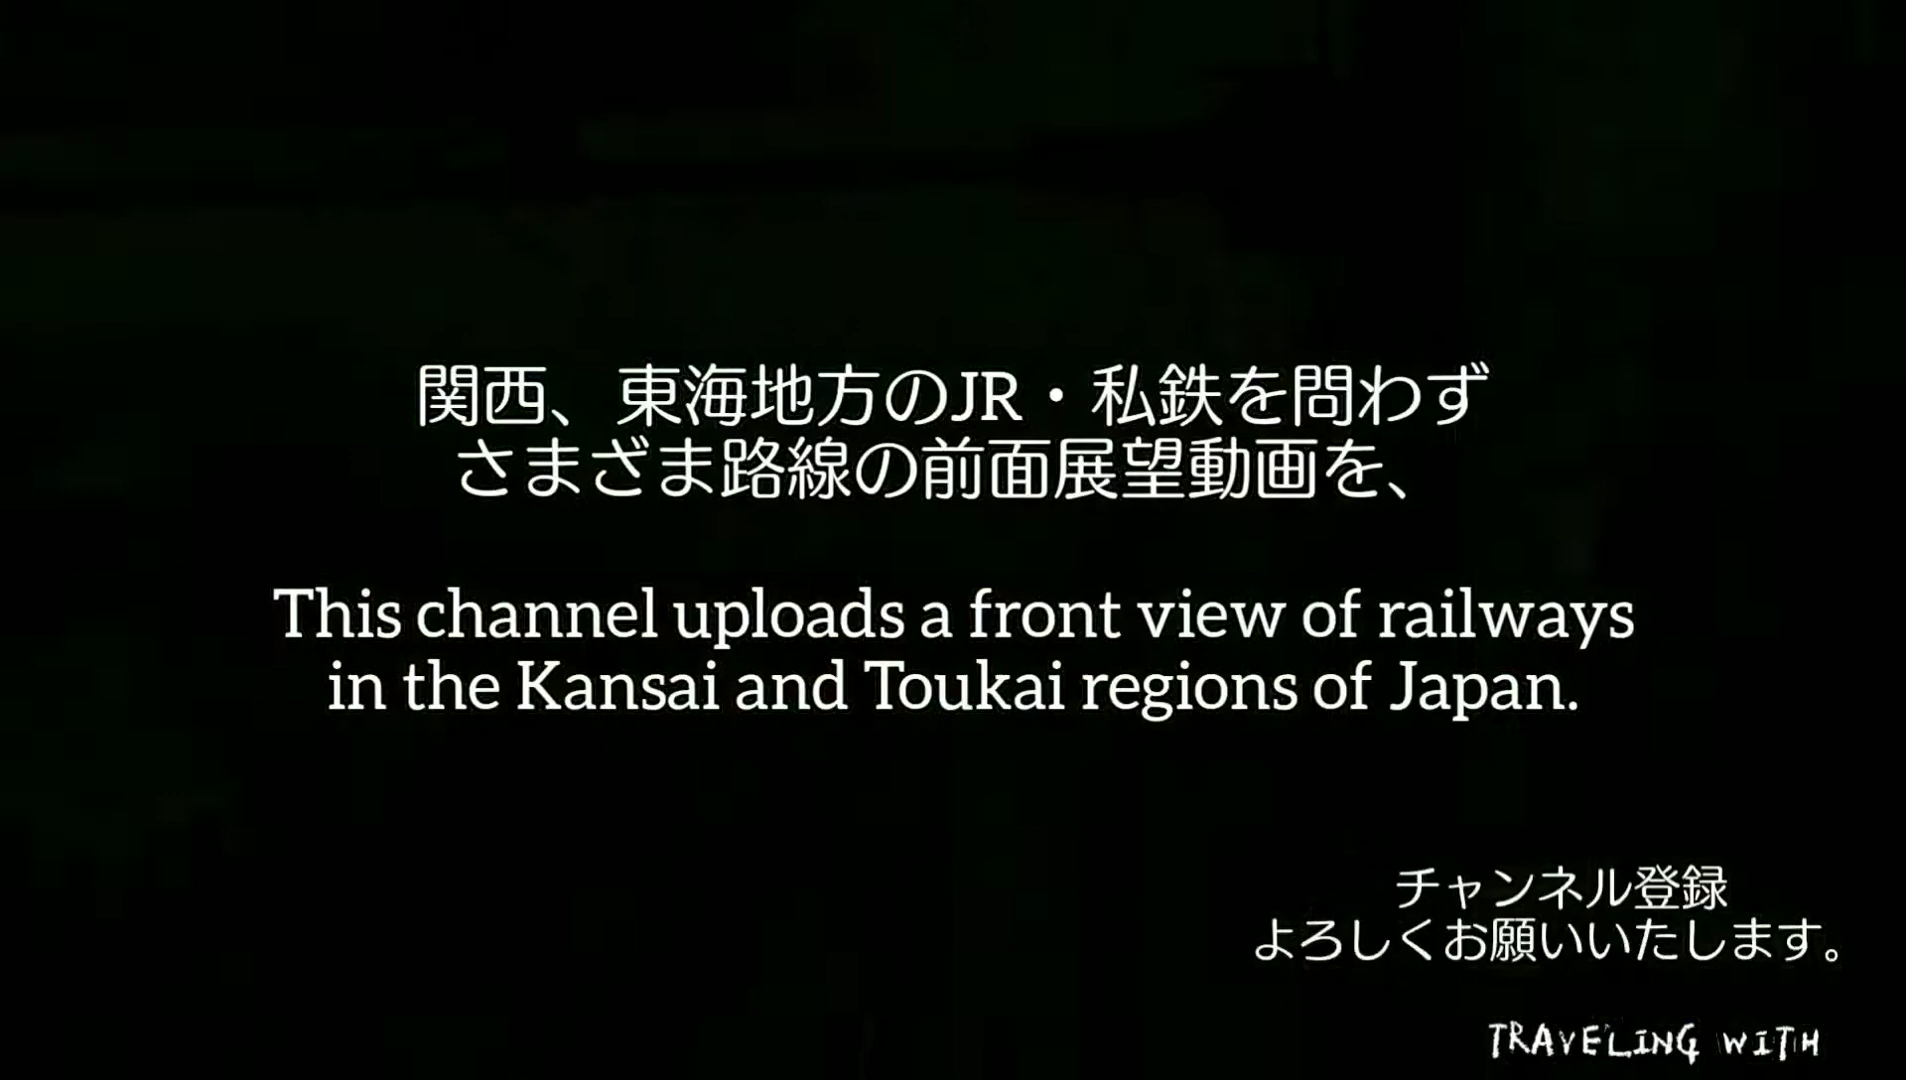 関西、東海地方のJR・私鉄を問わず
さまざま路線の前面展望動画を、
This channel uploads a front view of railways
in the Kansai and Toukai regions of Japan.
チャンネル登録
よろしくお願いいたします。
TRAVELING WITH